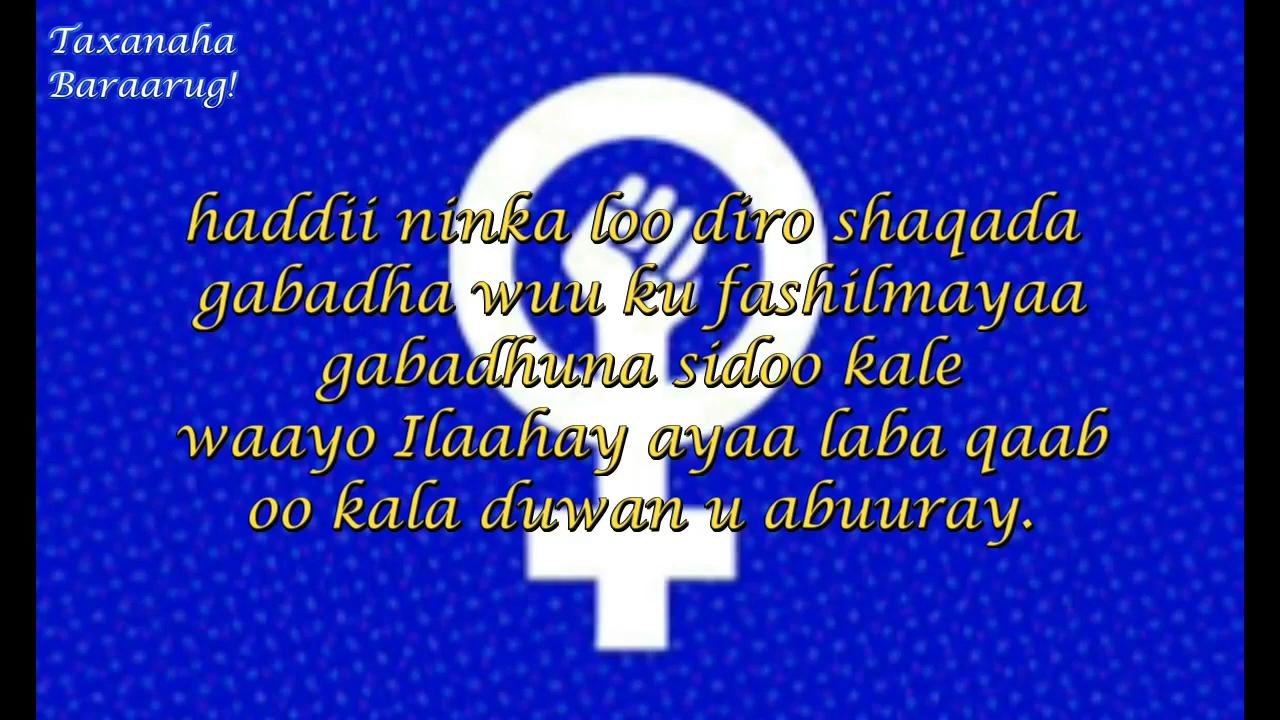 Taxanaha
Baraarug!
haddii ninka loo diro shaqada
gabadha wuu ku fashilmayaa
gabadhuna sidoo kale
waayo Ilaahay ayaa laba qaab
oo kala duwan u abuuray.